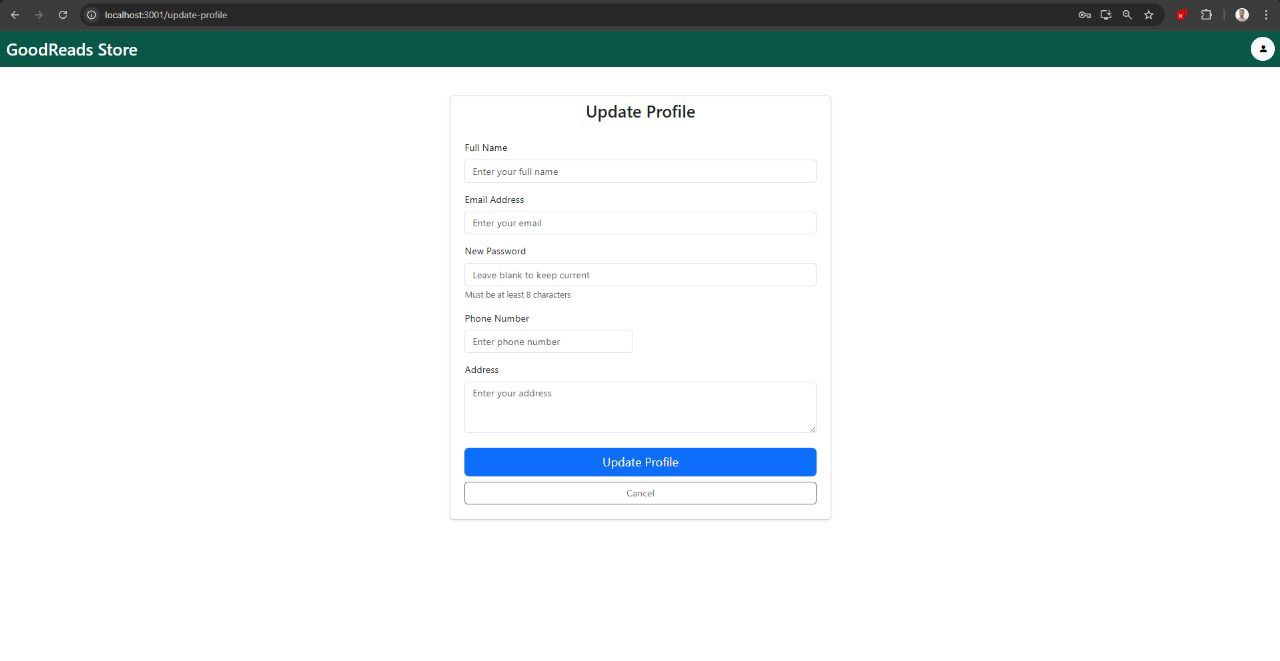 localhost:3001/update-profile
GoodReads Store
Update Profile
Full Name
Enter your full name
Email Address
Enter your email
New Password
Leave blank to keep current
Must be at least 8 characters
Phone Number
Enter phone number
Address
Enter your address
Update Profile
Cancel